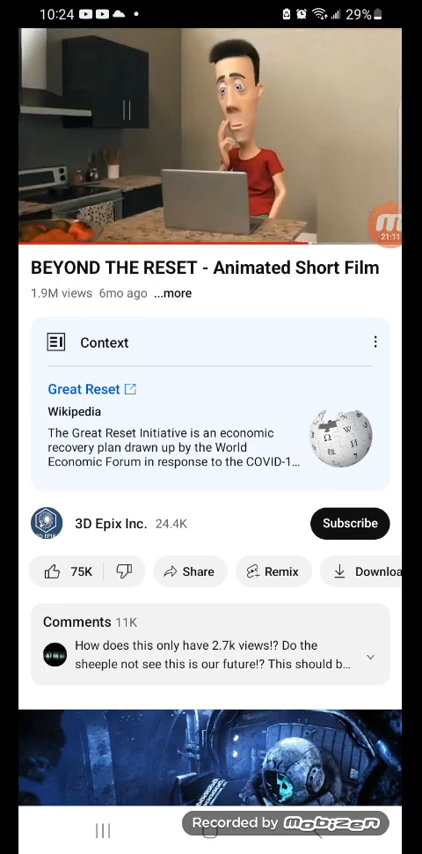 10:24
29%
21:11
BEYOND THE RESET - Animated Short Film
1.9M views 6mo ago ...more
Context
Great Reset
Wikipedia
The Great Reset Initiative is an economic
recovery plan drawn up by the World
Economic Forum in response to the COVID-1...
3D Epix Inc. 24.4K
Subscribe
75K
Share
Remix
Downloa
Comments 11K
How does this only have 2.7k views!? Do the
sheeple not see this is our future!? This should b...
Recorded by mobizen